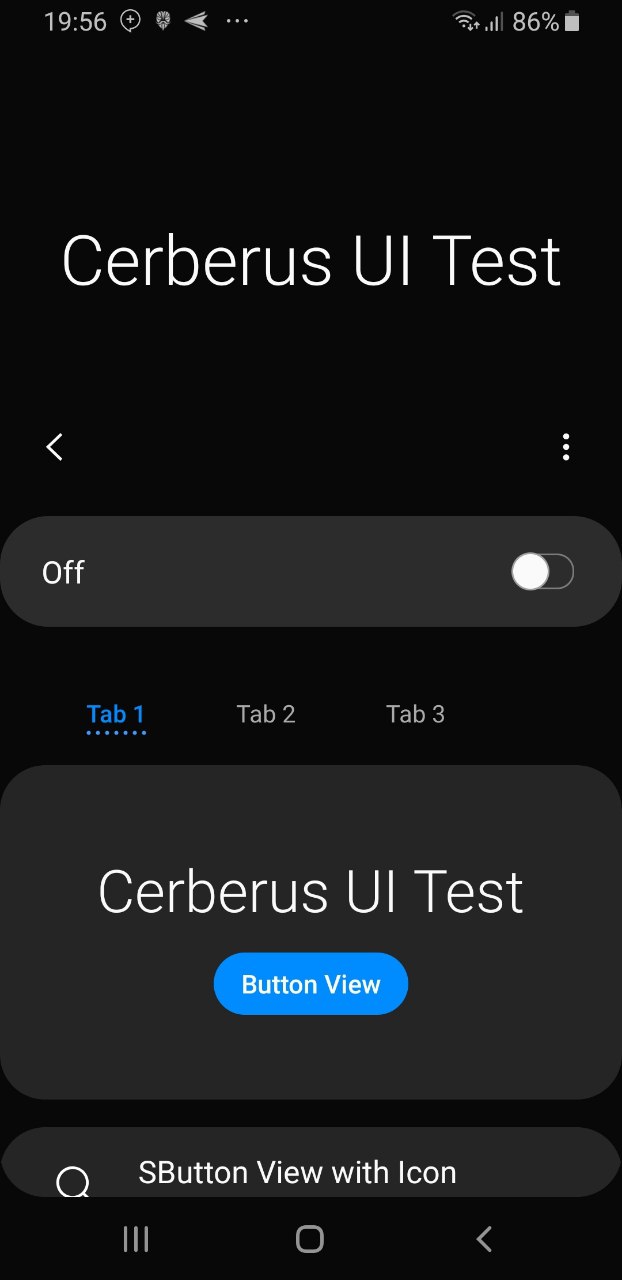 19:56
86%
Cerberus UI Test
Off
Tab 1 Tab 2 Tab 3
Cerberus UI Test
Button View
SButton View with Icon